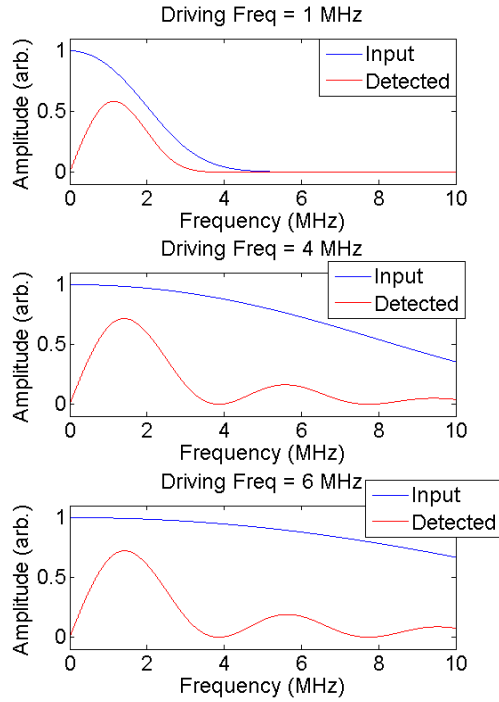 Driving Freq = 1 MHz
Amplitude (arb.)
1
0.5
0
Input
Detected
0 2 4 6 8 10
Frequency (MHz)
Driving Freq = 4 MHz
Amplitude (arb.)
1
0.5
0
Input
Detected
0 2 4 6 8 10
Frequency (MHz)
Driving Freq = 6 MHz
Amplitude (arb.)
1
0.5
0
Input
Detected
0 2 4 6 8 10
Frequency (MHz)